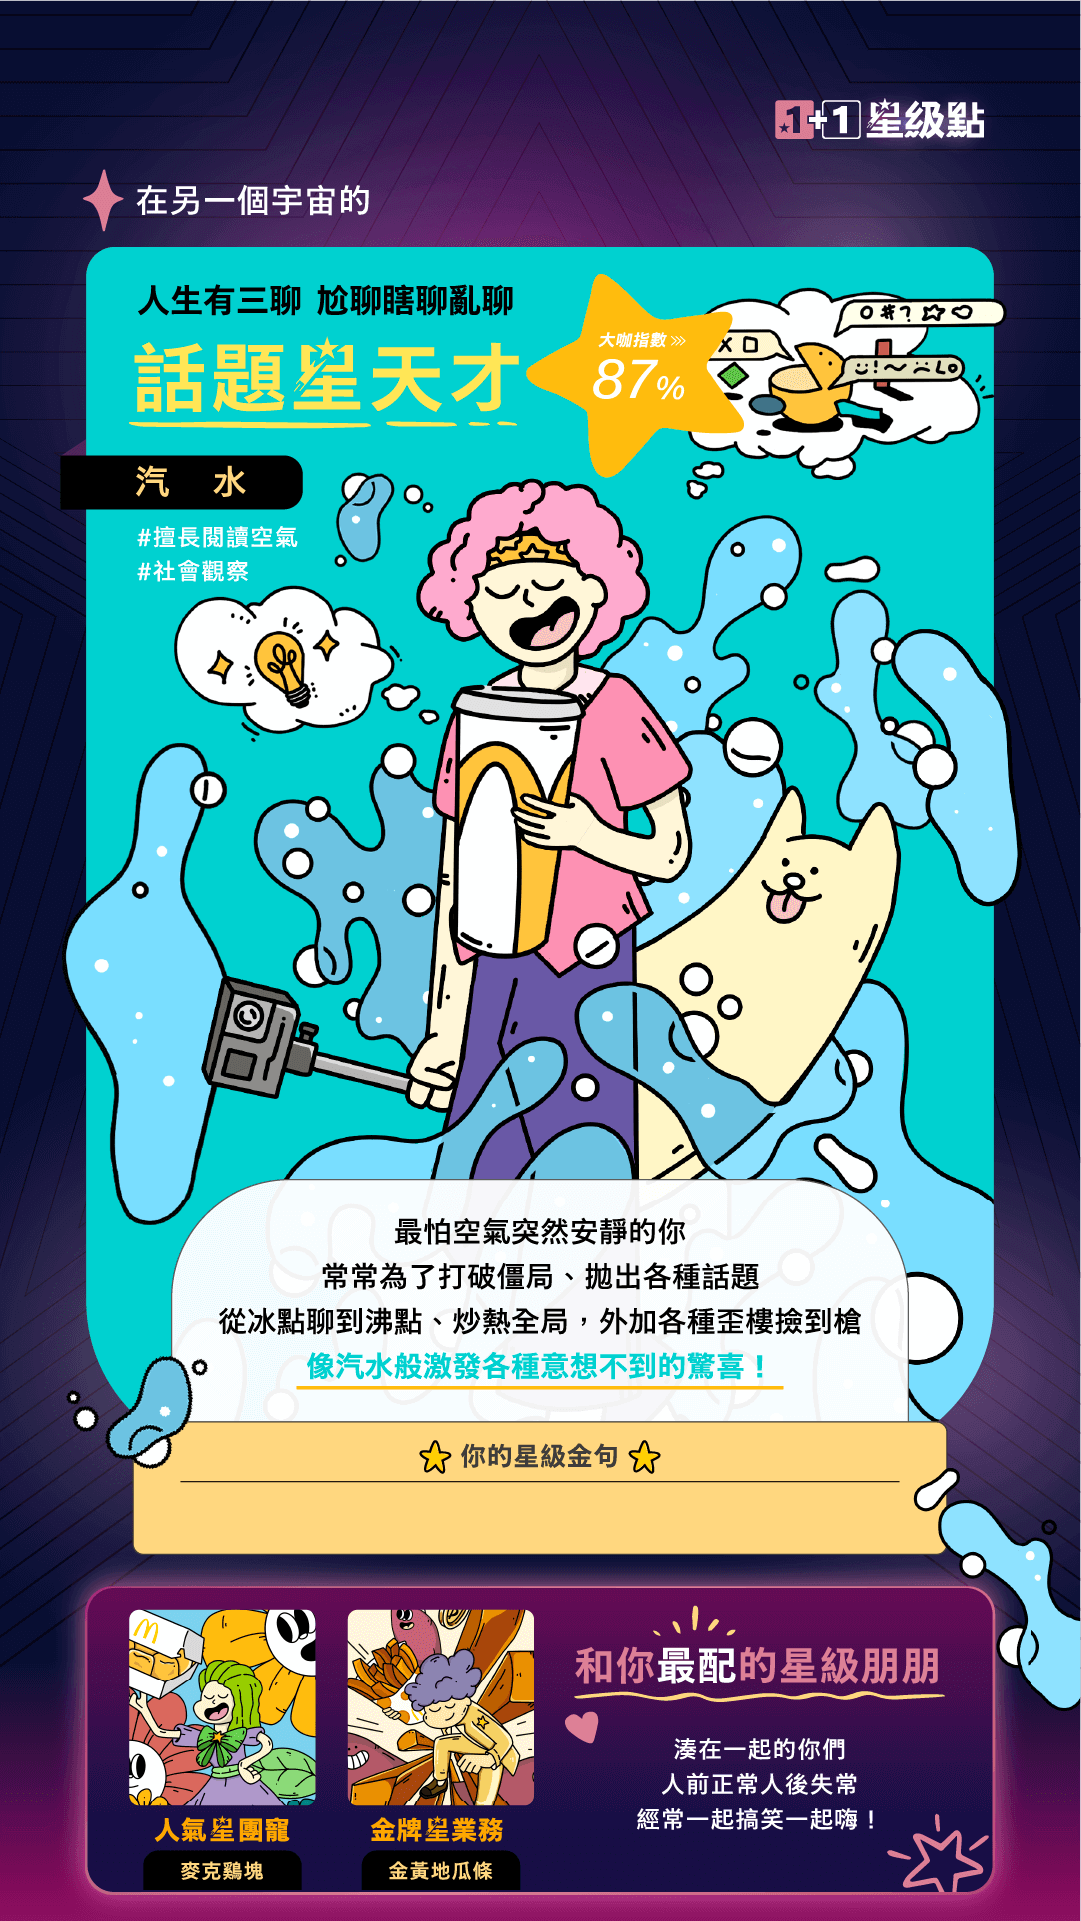 1+1 星級點
在另一個宇宙的
人生有三聊 尬聊瞎聊亂聊
話題星天才
大咖指數 >>>
87%
汽 水
#擅長閱讀空氣
#社會觀察
最怕空氣突然安靜的你
常常為了打破僵局、拋出各種話題
從冰點聊到沸點、炒熱全局，外加各種歪樓撿到槍
像汽水般激發各種意想不到的驚喜！
你的星級金句
和你最配的星級朋朋
湊在一起的你們
人前正常人後失常
經常一起搞笑一起嗨！
人氣星團寵
麥克鷄塊
金牌星業務
金黃地瓜條